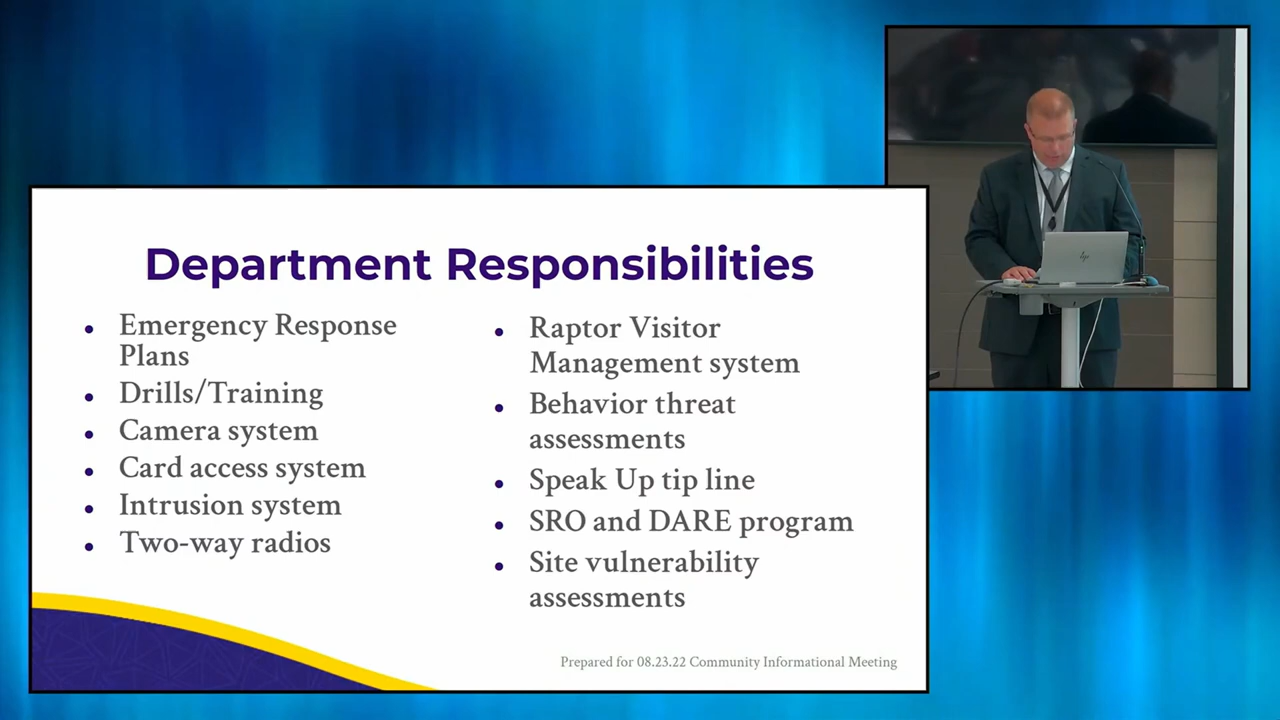 Department Responsibilities
Emergency Response
Plans
Drills/Training
Camera system
Card access system
Intrusion system
Two-way radios
Raptor Visitor
Management system
Behavior threat
assessments
Speak Up tip line
SRO and DARE program
Site vulnerability
assessments
Prepared for 08.23.22 Community Informational Meeting
hp